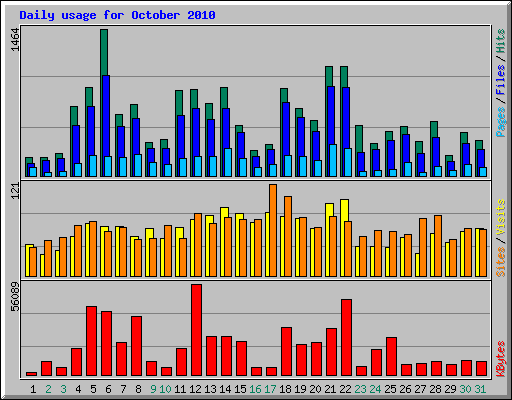 Daily usage for October 2010
1464
Pages / Files / Hits
121
Sites / Visits
56089
KBytes
1 2 3 4 5 6 7 8 9 10 11 12 13 14 15 16 17 18 19 20 21 22 23 24 25 26 27 28 29 30 31